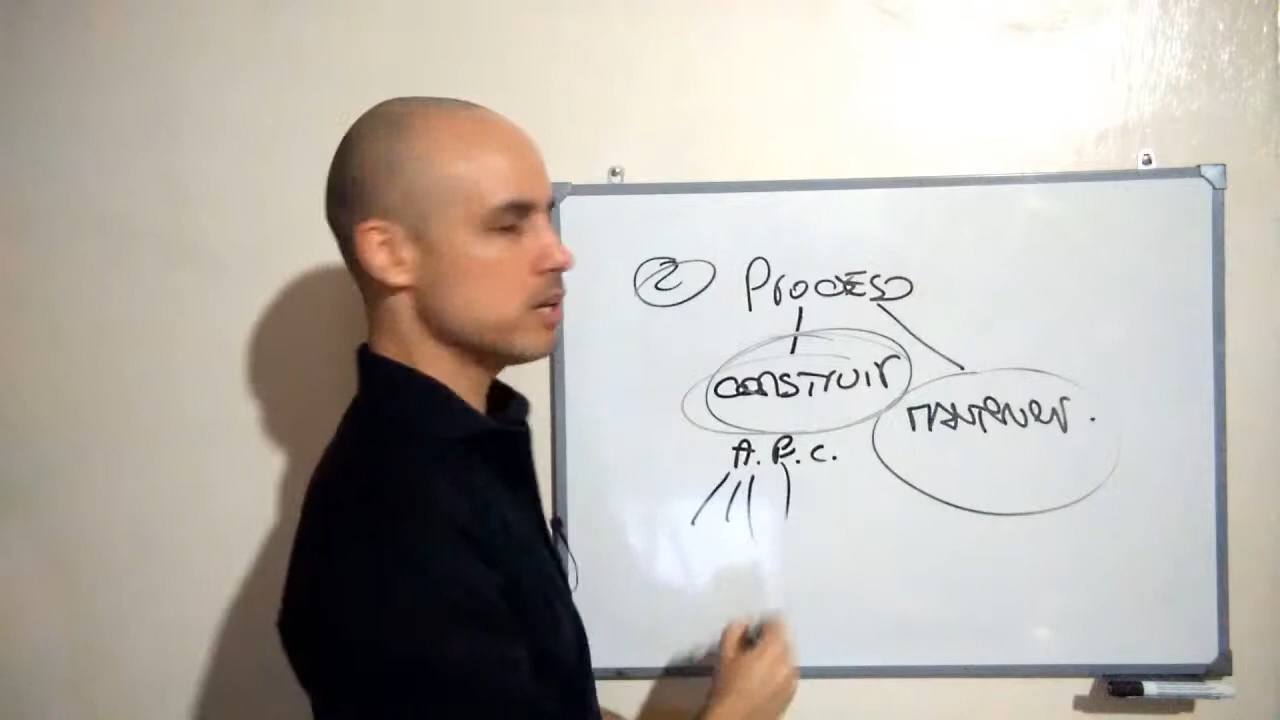 2 PROCESO
CONSTRUIR
MANTENER.
A. B. C.